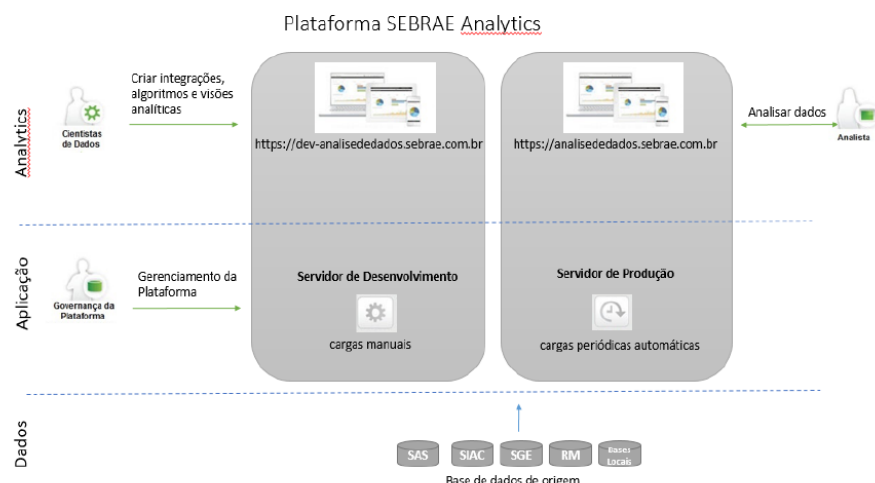 Plataforma SEBRAE Analytics
Analytics
Cientistas
de Dados
Criar integrações,
algoritmos e visões
analíticas
https://dev-analisededados.sebrae.com.br
https://analisededados.sebrae.com.br
Analisar dados
Analista
Aplicação
Governança da
Plataforma
Gerenciamento da
Plataforma
Servidor de Desenvolvimento
cargas manuais
Servidor de Produção
cargas periódicas automáticas
Dados
SAS
SIAC
SGE
RM
Bases
Locais
Base de dados de origem